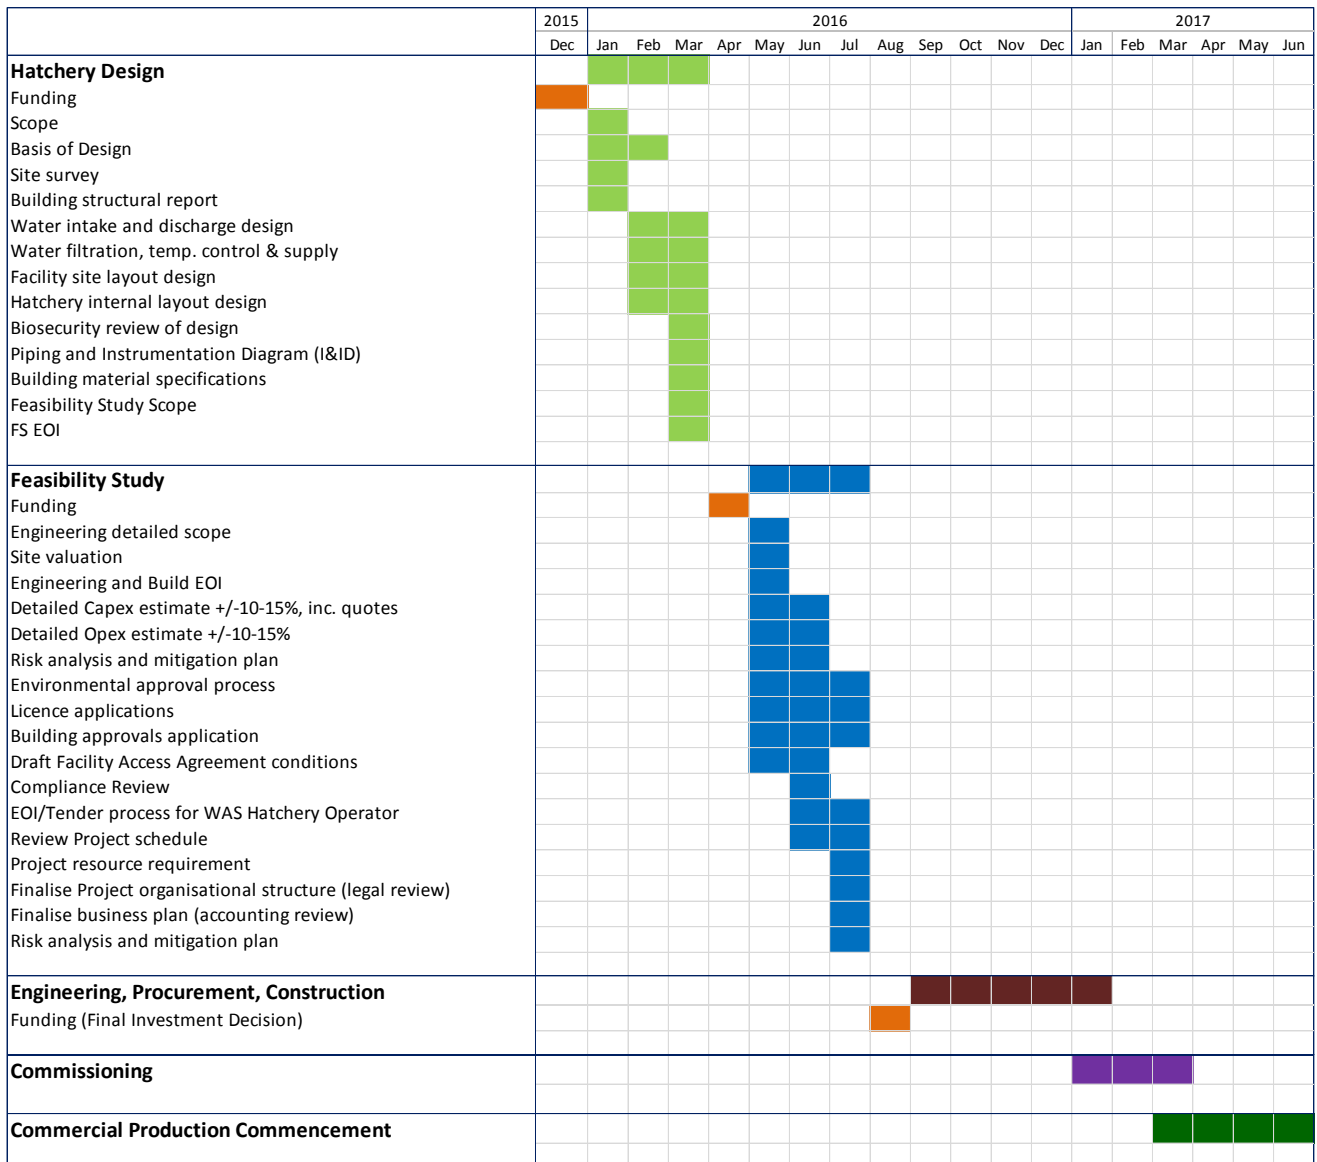 2015 2016 2017
Dec Jan Feb Mar Apr May Jun Jul Aug Sep Oct Nov Dec Jan Feb Mar Apr May Jun
Hatchery Design
Funding
Scope
Basis of Design
Site survey
Building structural report
Water intake and discharge design
Water filtration, temp. control & supply
Facility site layout design
Hatchery internal layout design
Biosecurity review of design
Piping and Instrumentation Diagram (I&ID)
Building material specifications
Feasibility Study Scope
FS EOI
Feasibility Study
Funding
Engineering detailed scope
Site valuation
Engineering and Build EOI
Detailed Capex estimate +/-10-15%, inc. quotes
Detailed Opex estimate +/-10-15%
Risk analysis and mitigation plan
Environmental approval process
Licence applications
Building approvals application
Draft Facility Access Agreement conditions
Compliance Review
EOI/Tender process for WAS Hatchery Operator
Review Project schedule
Project resource requirement
Finalise Project organisational structure (legal review)
Finalise business plan (accounting review)
Risk analysis and mitigation plan
Engineering, Procurement, Construction
Funding (Final Investment Decision)
Commissioning
Commercial Production Commencement